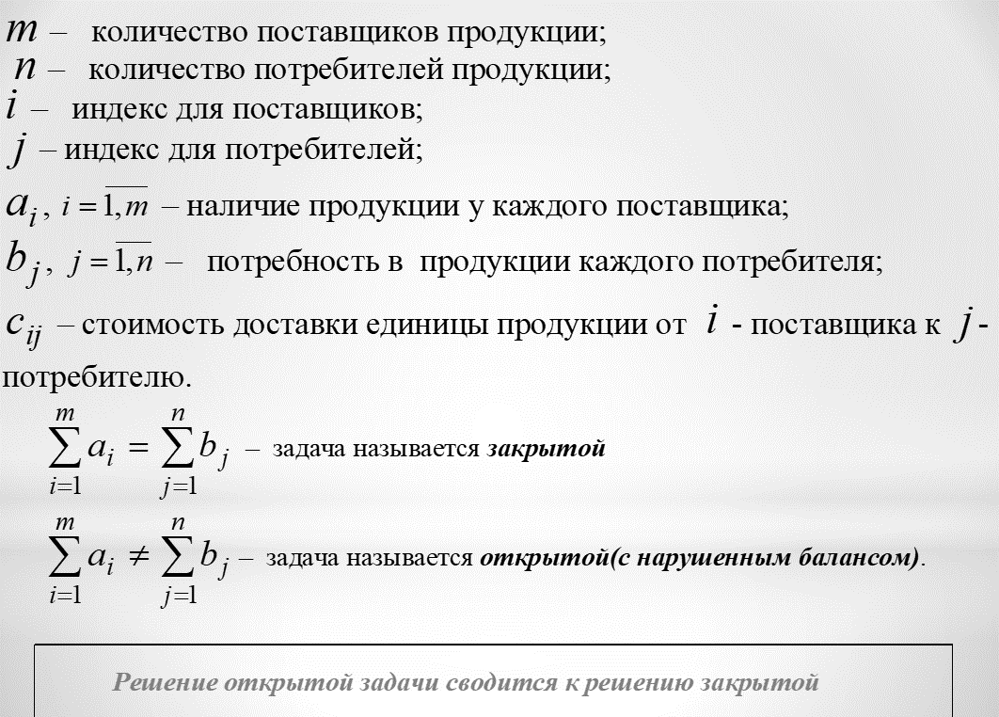 m – количество поставщиков продукции;
n – количество потребителей продукции;
i – индекс для поставщиков;
j – индекс для потребителей;
a_i, i = \overline{1,m} – наличие продукции у каждого поставщика;
b_j, j = \overline{1,n} – потребность в продукции каждого потребителя;
c_{ij} – стоимость доставки единицы продукции от i - поставщика к j -
потребителю.
\sum_{i=1}^{m} a_i = \sum_{j=1}^{n} b_j – задача называется закрытой
\sum_{i=1}^{m} a_i ≠ \sum_{j=1}^{n} b_j – задача называется открытой(с нарушенным балансом).
Решение открытой задачи сводится к решению закрытой